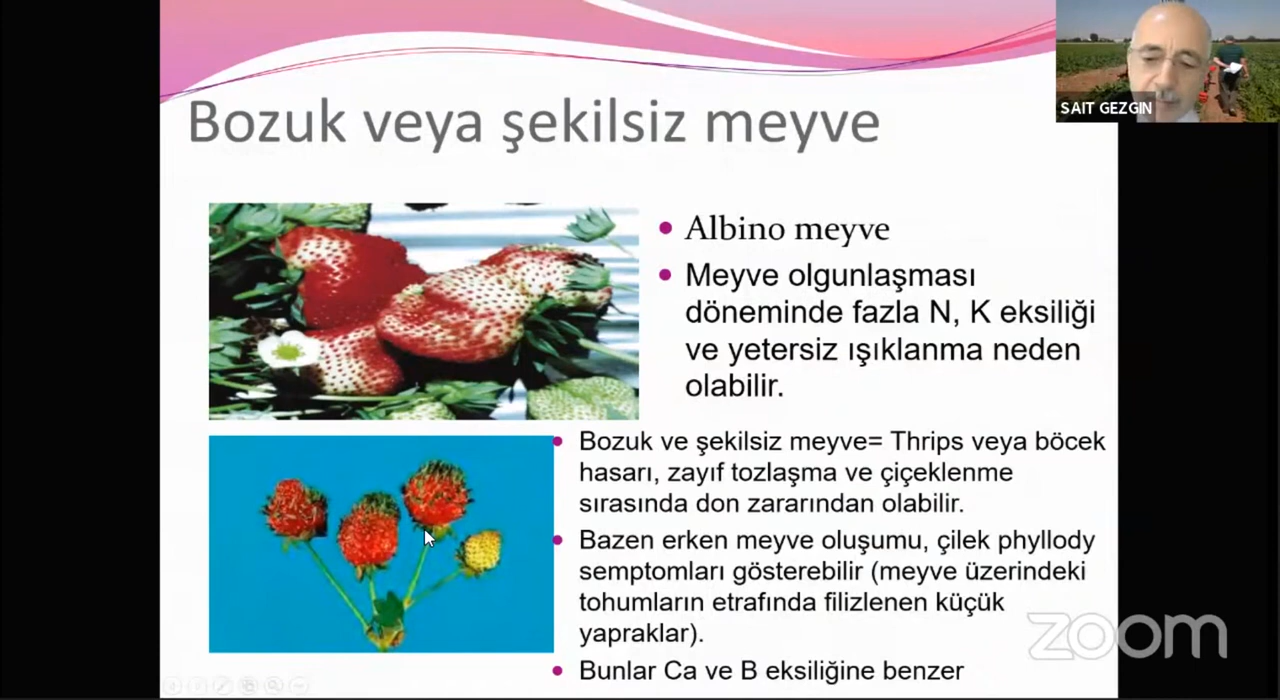 SAIT GEZGIN
Bozuk veya şekilsiz meyve
Albino meyve
Meyve olgunlaşması
döneminde fazla N, K eksiliği
ve yetersiz ışıklanma neden
olabilir.
Bozuk ve şekilsiz meyve= Thrips veya böcek
hasarı, zayıf tozlaşma ve çiçeklenme
sırasında don zararından olabilir.
Bazen erken meyve oluşumu, çilek phyllody
semptomları gösterebilir (meyve üzerindeki
tohumların etrafında filizlenen küçük
yapraklar).
Bunlar Ca ve B eksiliğine benzer
zoom